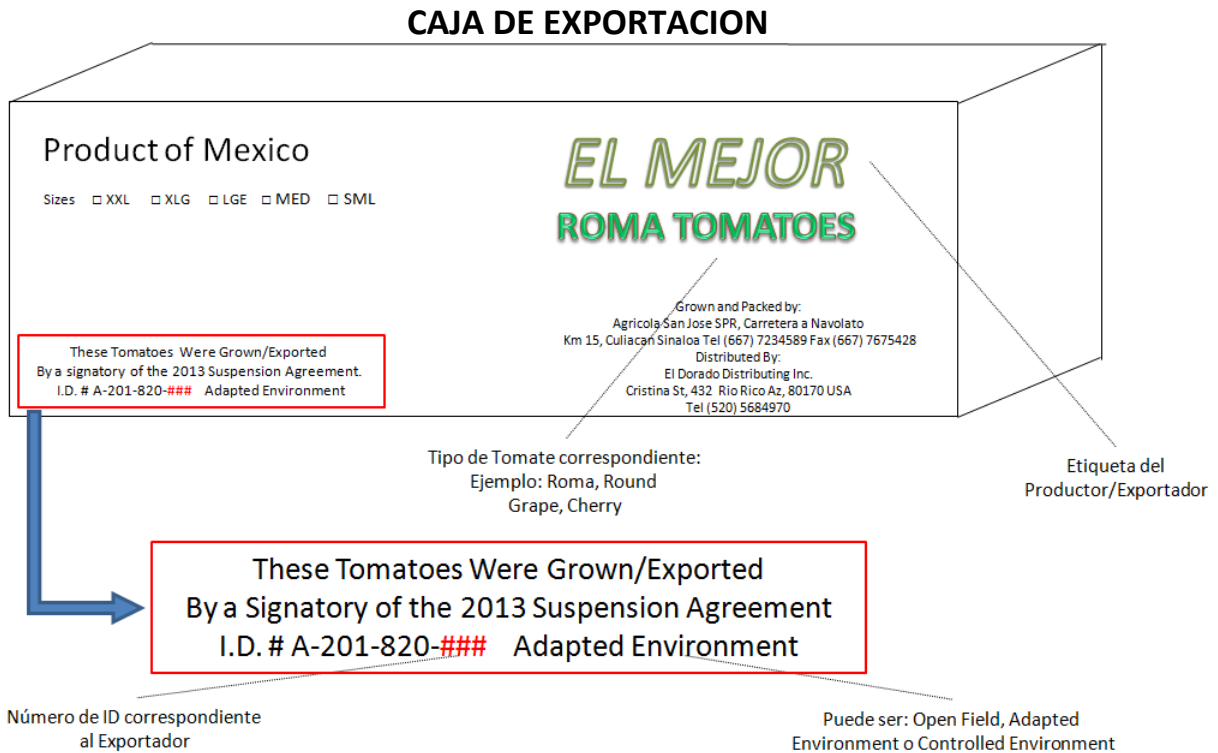 CAJA DE EXPORTACION
Product of Mexico
Sizes □ XXL □ XLG □ LGE □ MED □ SML
EL MEJOR
ROMA TOMATOES
Grown and Packed by:
Agricola San Jose SPR, Carretera a Navolato
Km 15, Culiacan Sinaloa Tel (667) 7234589 Fax (667) 7675428
Distributed By:
El Dorado Distributing Inc.
Cristina St, 432 Rio Rico Az, 80170 USA
Tel (520) 5684970
These Tomatoes Were Grown/Exported
By a signatory of the 2013 Suspension Agreement.
I.D. # A-201-820-### Adapted Environment
Tipo de Tomate correspondiente:
Ejemplo: Roma, Round
Grape, Cherry
Etiqueta del
Productor/Exportador
These Tomatoes Were Grown/Exported
By a Signatory of the 2013 Suspension Agreement
I.D. # A-201-820-### Adapted Environment
Número de ID correspondiente
al Exportador
Puede ser: Open Field, Adapted
Environment o Controlled Environment